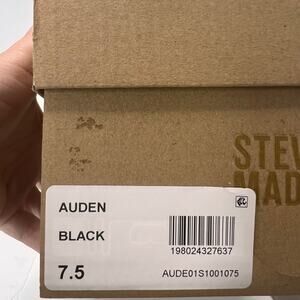 STEV
MAD
AUDEN
BLACK
198024327637
7.5
AUDE01S1001075